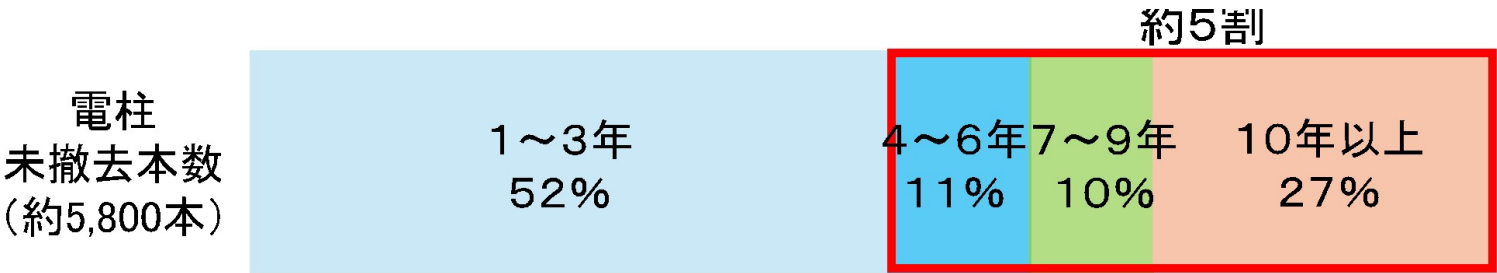 約5割
電柱
未撤去本数
（約5,800本）
1～3年
52%
4～6年
11%
7～9年
10%
10年以上
27%